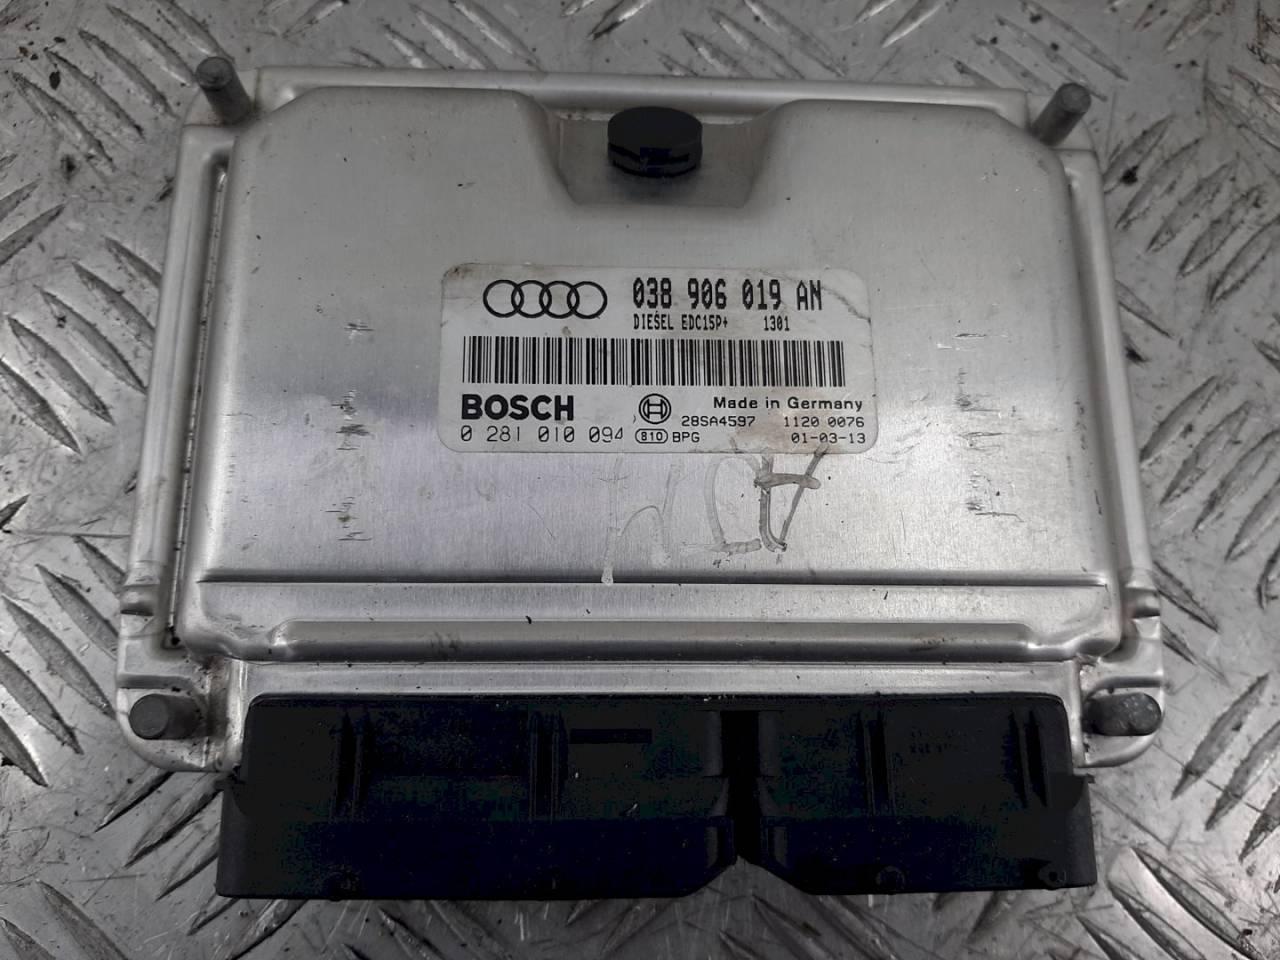 038 906 019 AN
DIESEL EDC15P+ 1301
BOSCH
Made in Germany
28SA4597 1120 0076
0 281 010 094 810 BPG 01-03-13